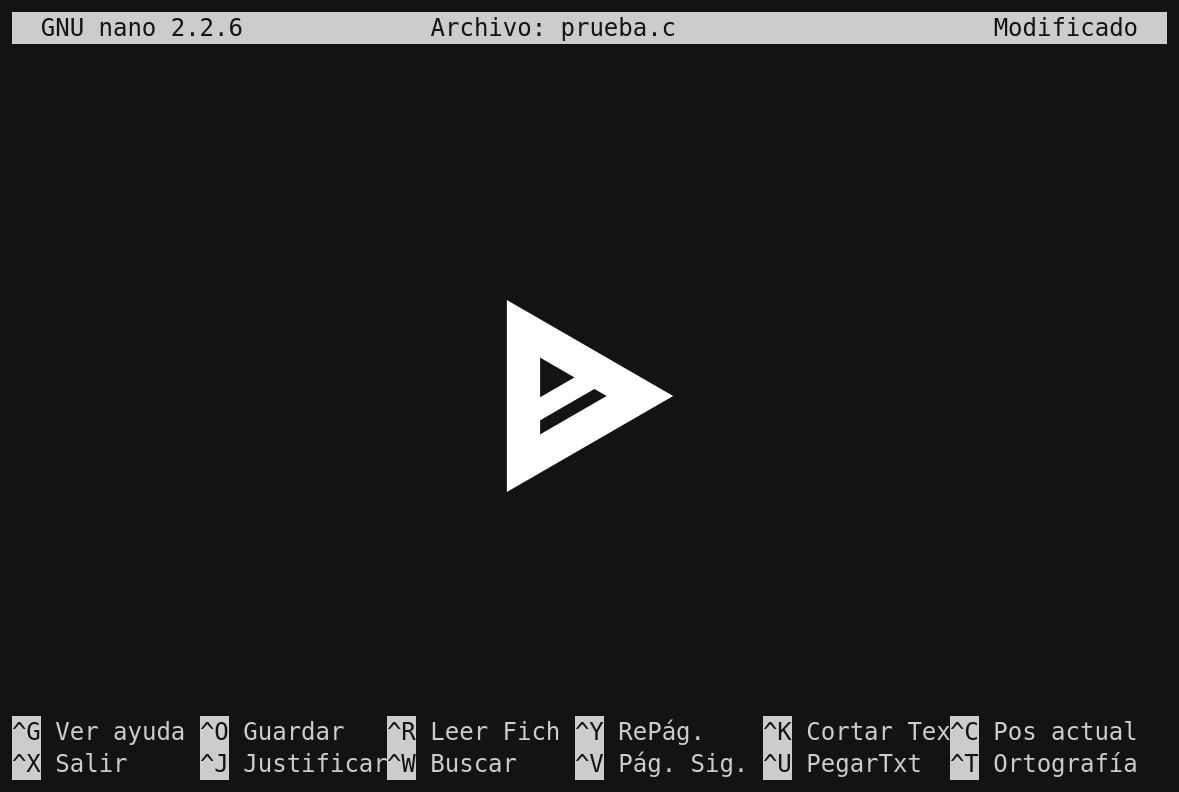 GNU nano 2.2.6 Archivo: prueba.c Modificado
^G Ver ayuda ^O Guardar ^R Leer Fich ^Y RePág. ^K Cortar Tex^C Pos actual
^X Salir ^J Justificar^W Buscar ^V Pág. Sig. ^U PegarTxt ^T Ortografía